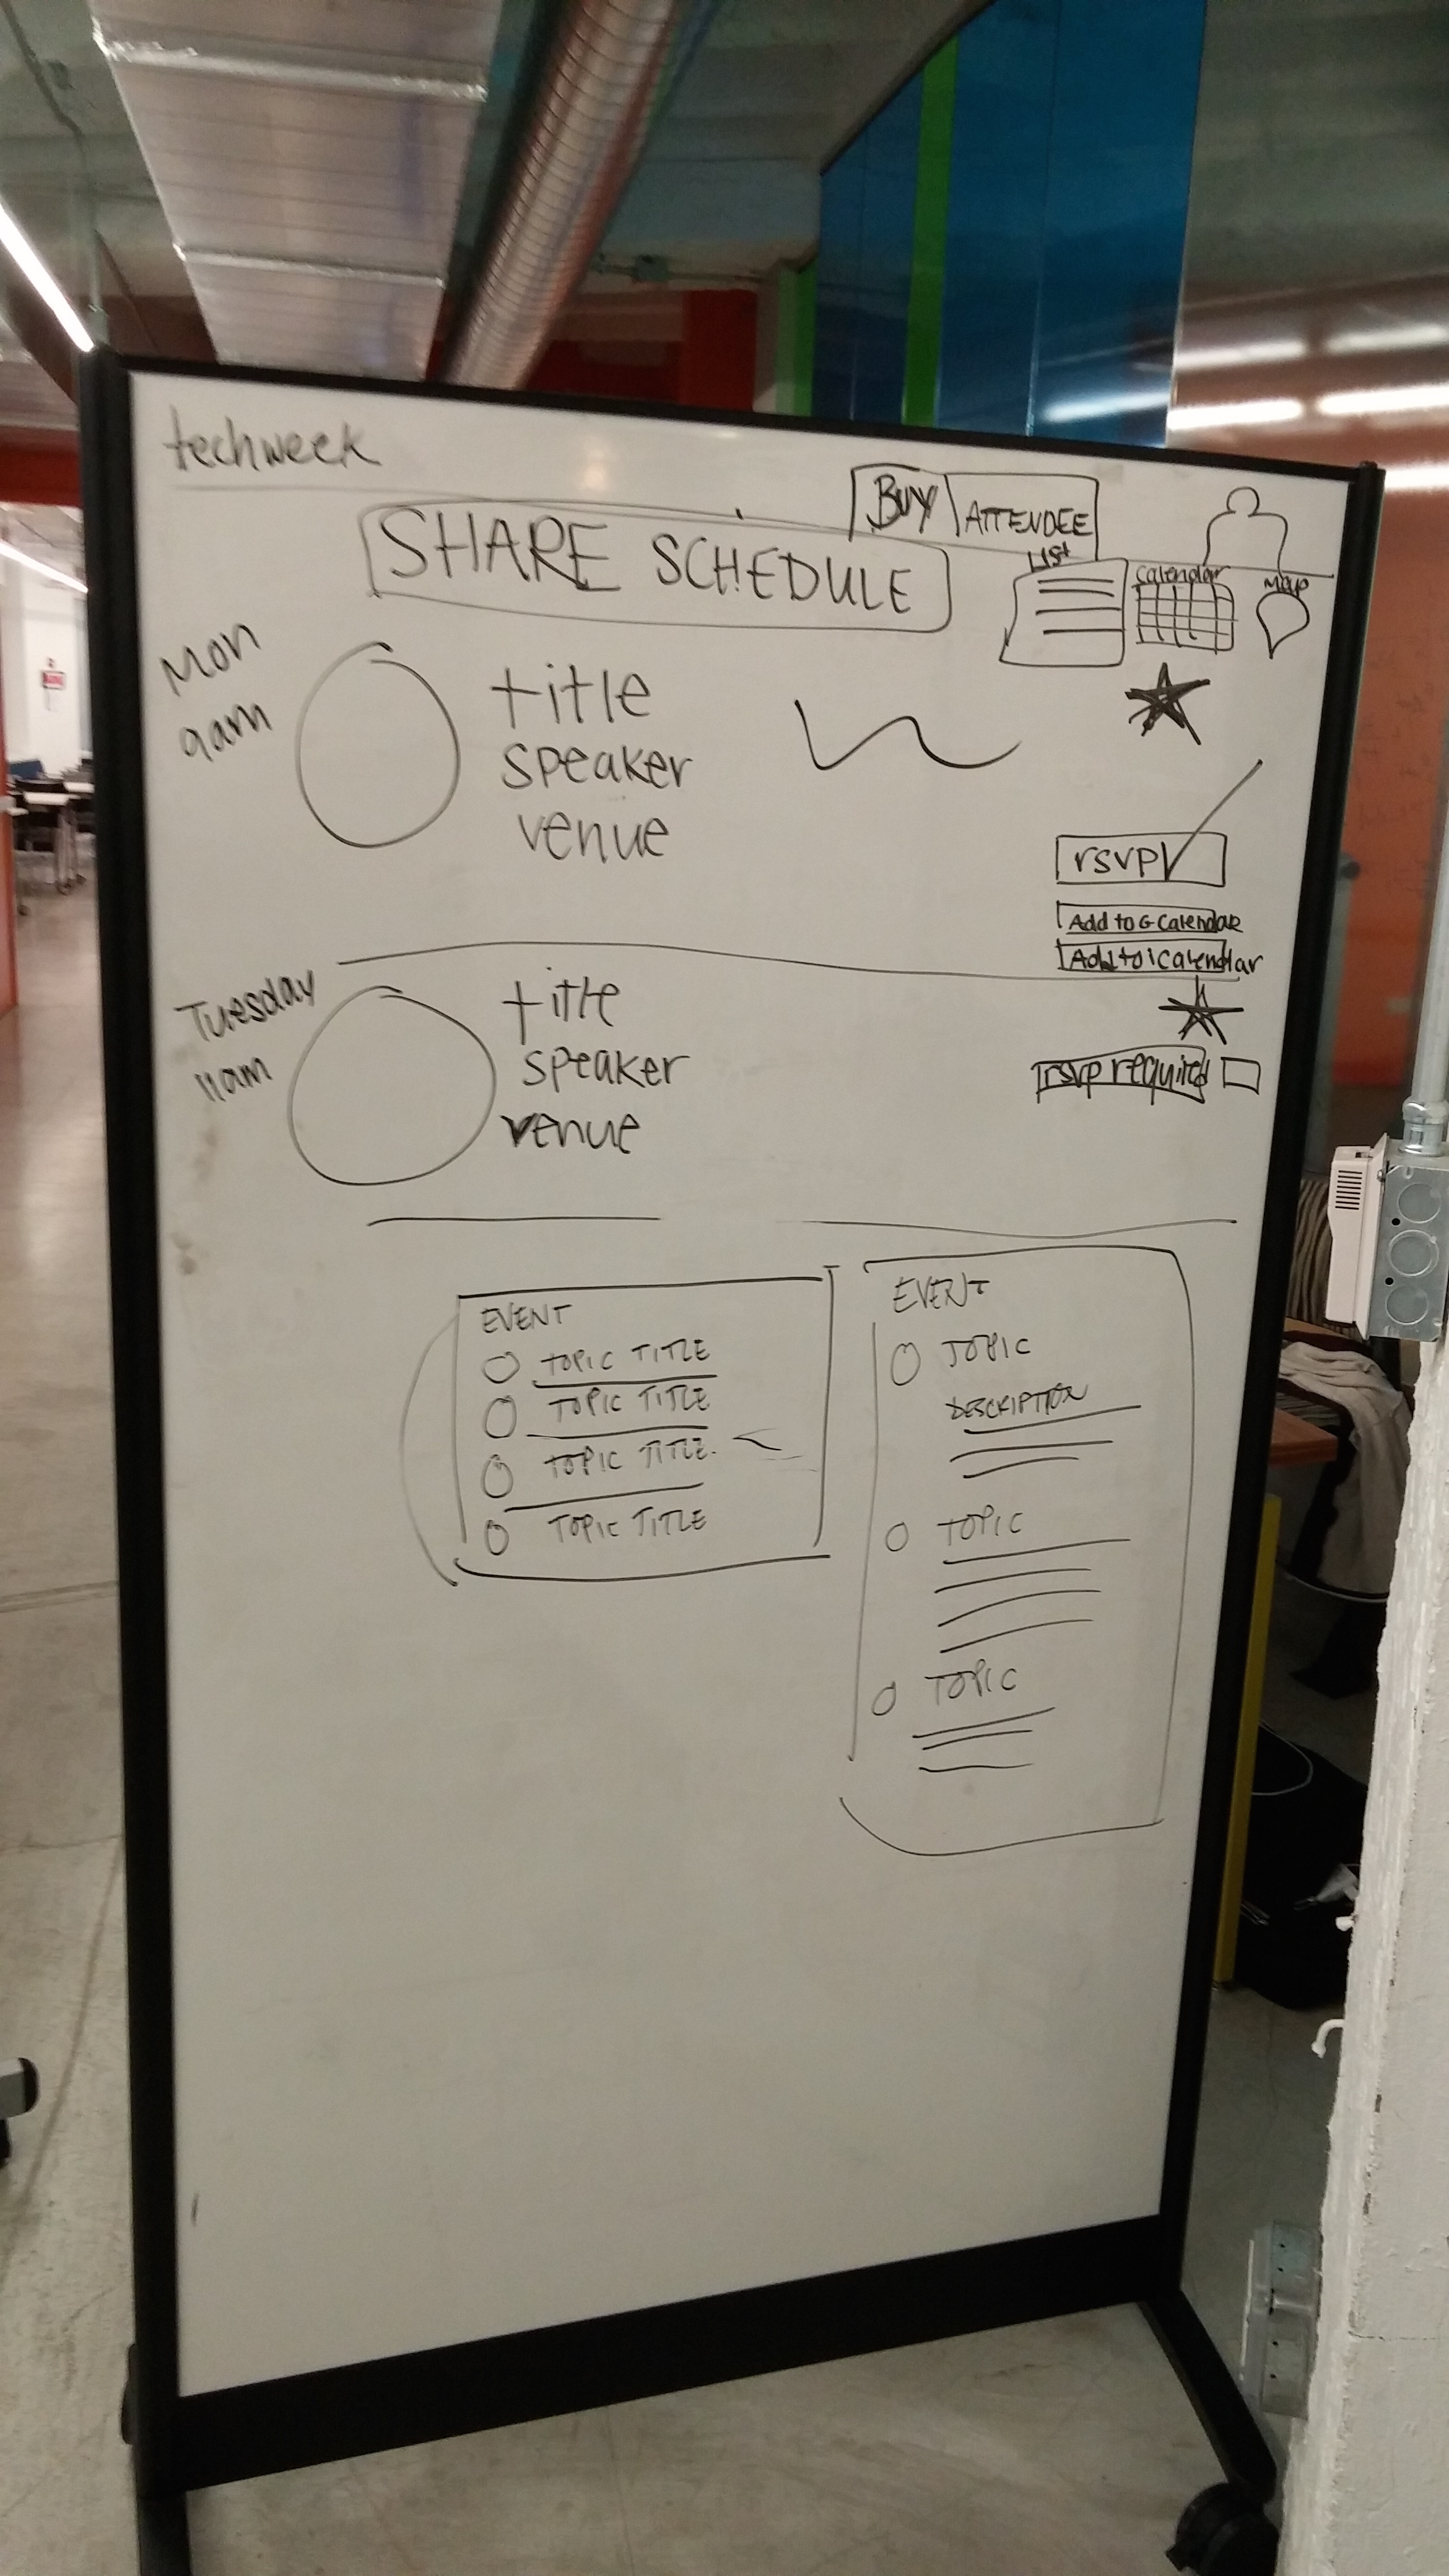 techweek
BUY ATTENDEE
SHARE SCHEDULE
List
Calendar
Map
Mon
9am
title
speaker
venue
rsvp
Add to G Calendar
Add to iCalendar
Tuesday
11am
title
speaker
venue
rsvp required
EVENT
TOPIC TITLE
TOPIC TITLE
TOPIC TITLE.
TOPIC TITLE
EVENT
TOPIC
DESCRIPTION
TOPIC
TOPIC